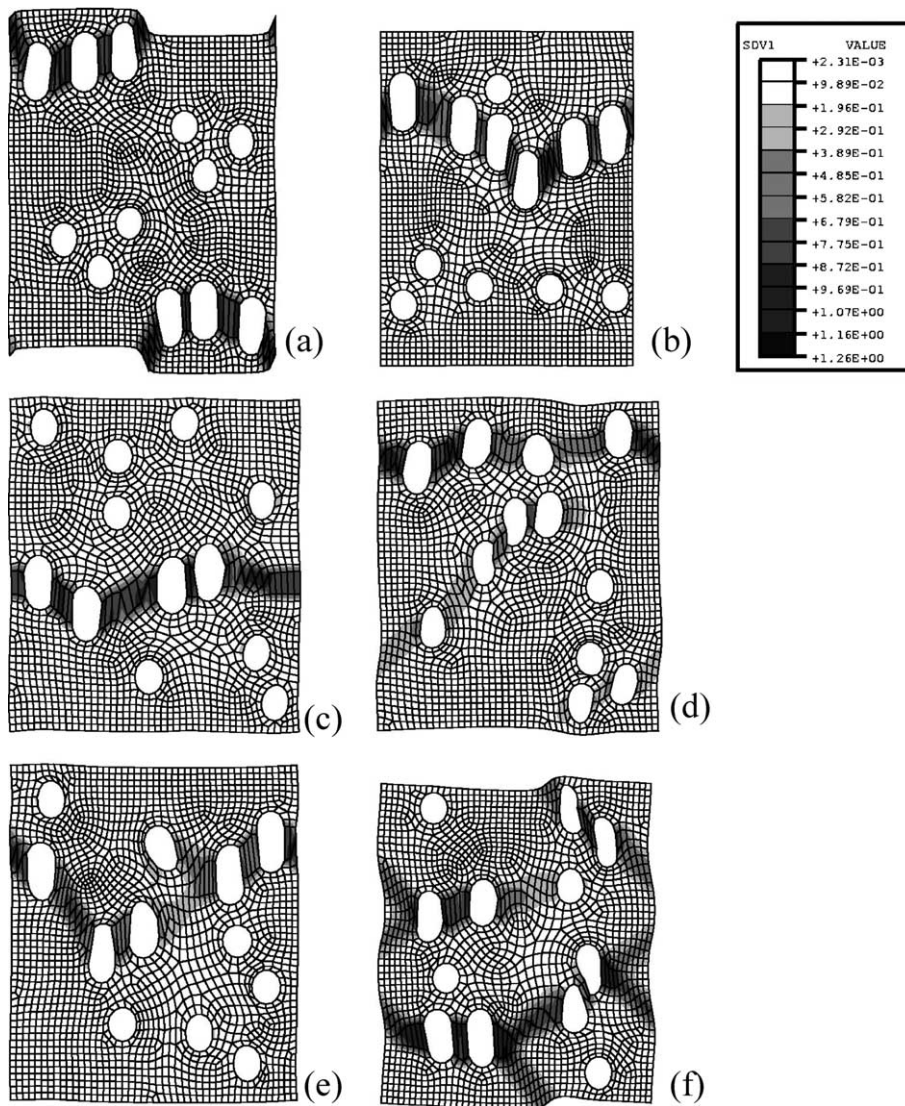 SDV1 VALUE
+2.31E-03
+9.89E-02
+1.96E-01
+2.92E-01
+3.89E-01
+4.85E-01
+5.82E-01
+6.79E-01
+7.75E-01
+8.72E-01
+9.69E-01
+1.07E+00
+1.16E+00
+1.26E+00
(a)
(b)
(c)
(d)
(e)
(f)